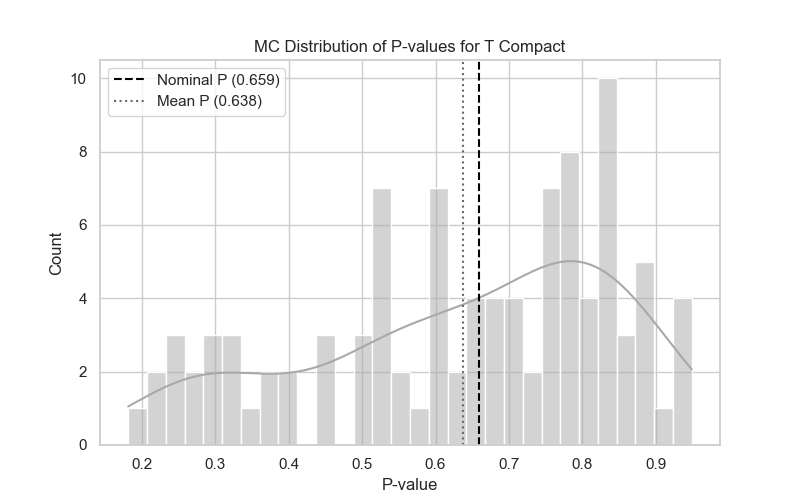 MC Distribution of P-values for T Compact
Nominal P (0.659)
Mean P (0.638)
Count
10
8
6
4
2
0
0.2 0.3 0.4 0.5 0.6 0.7 0.8 0.9
P-value